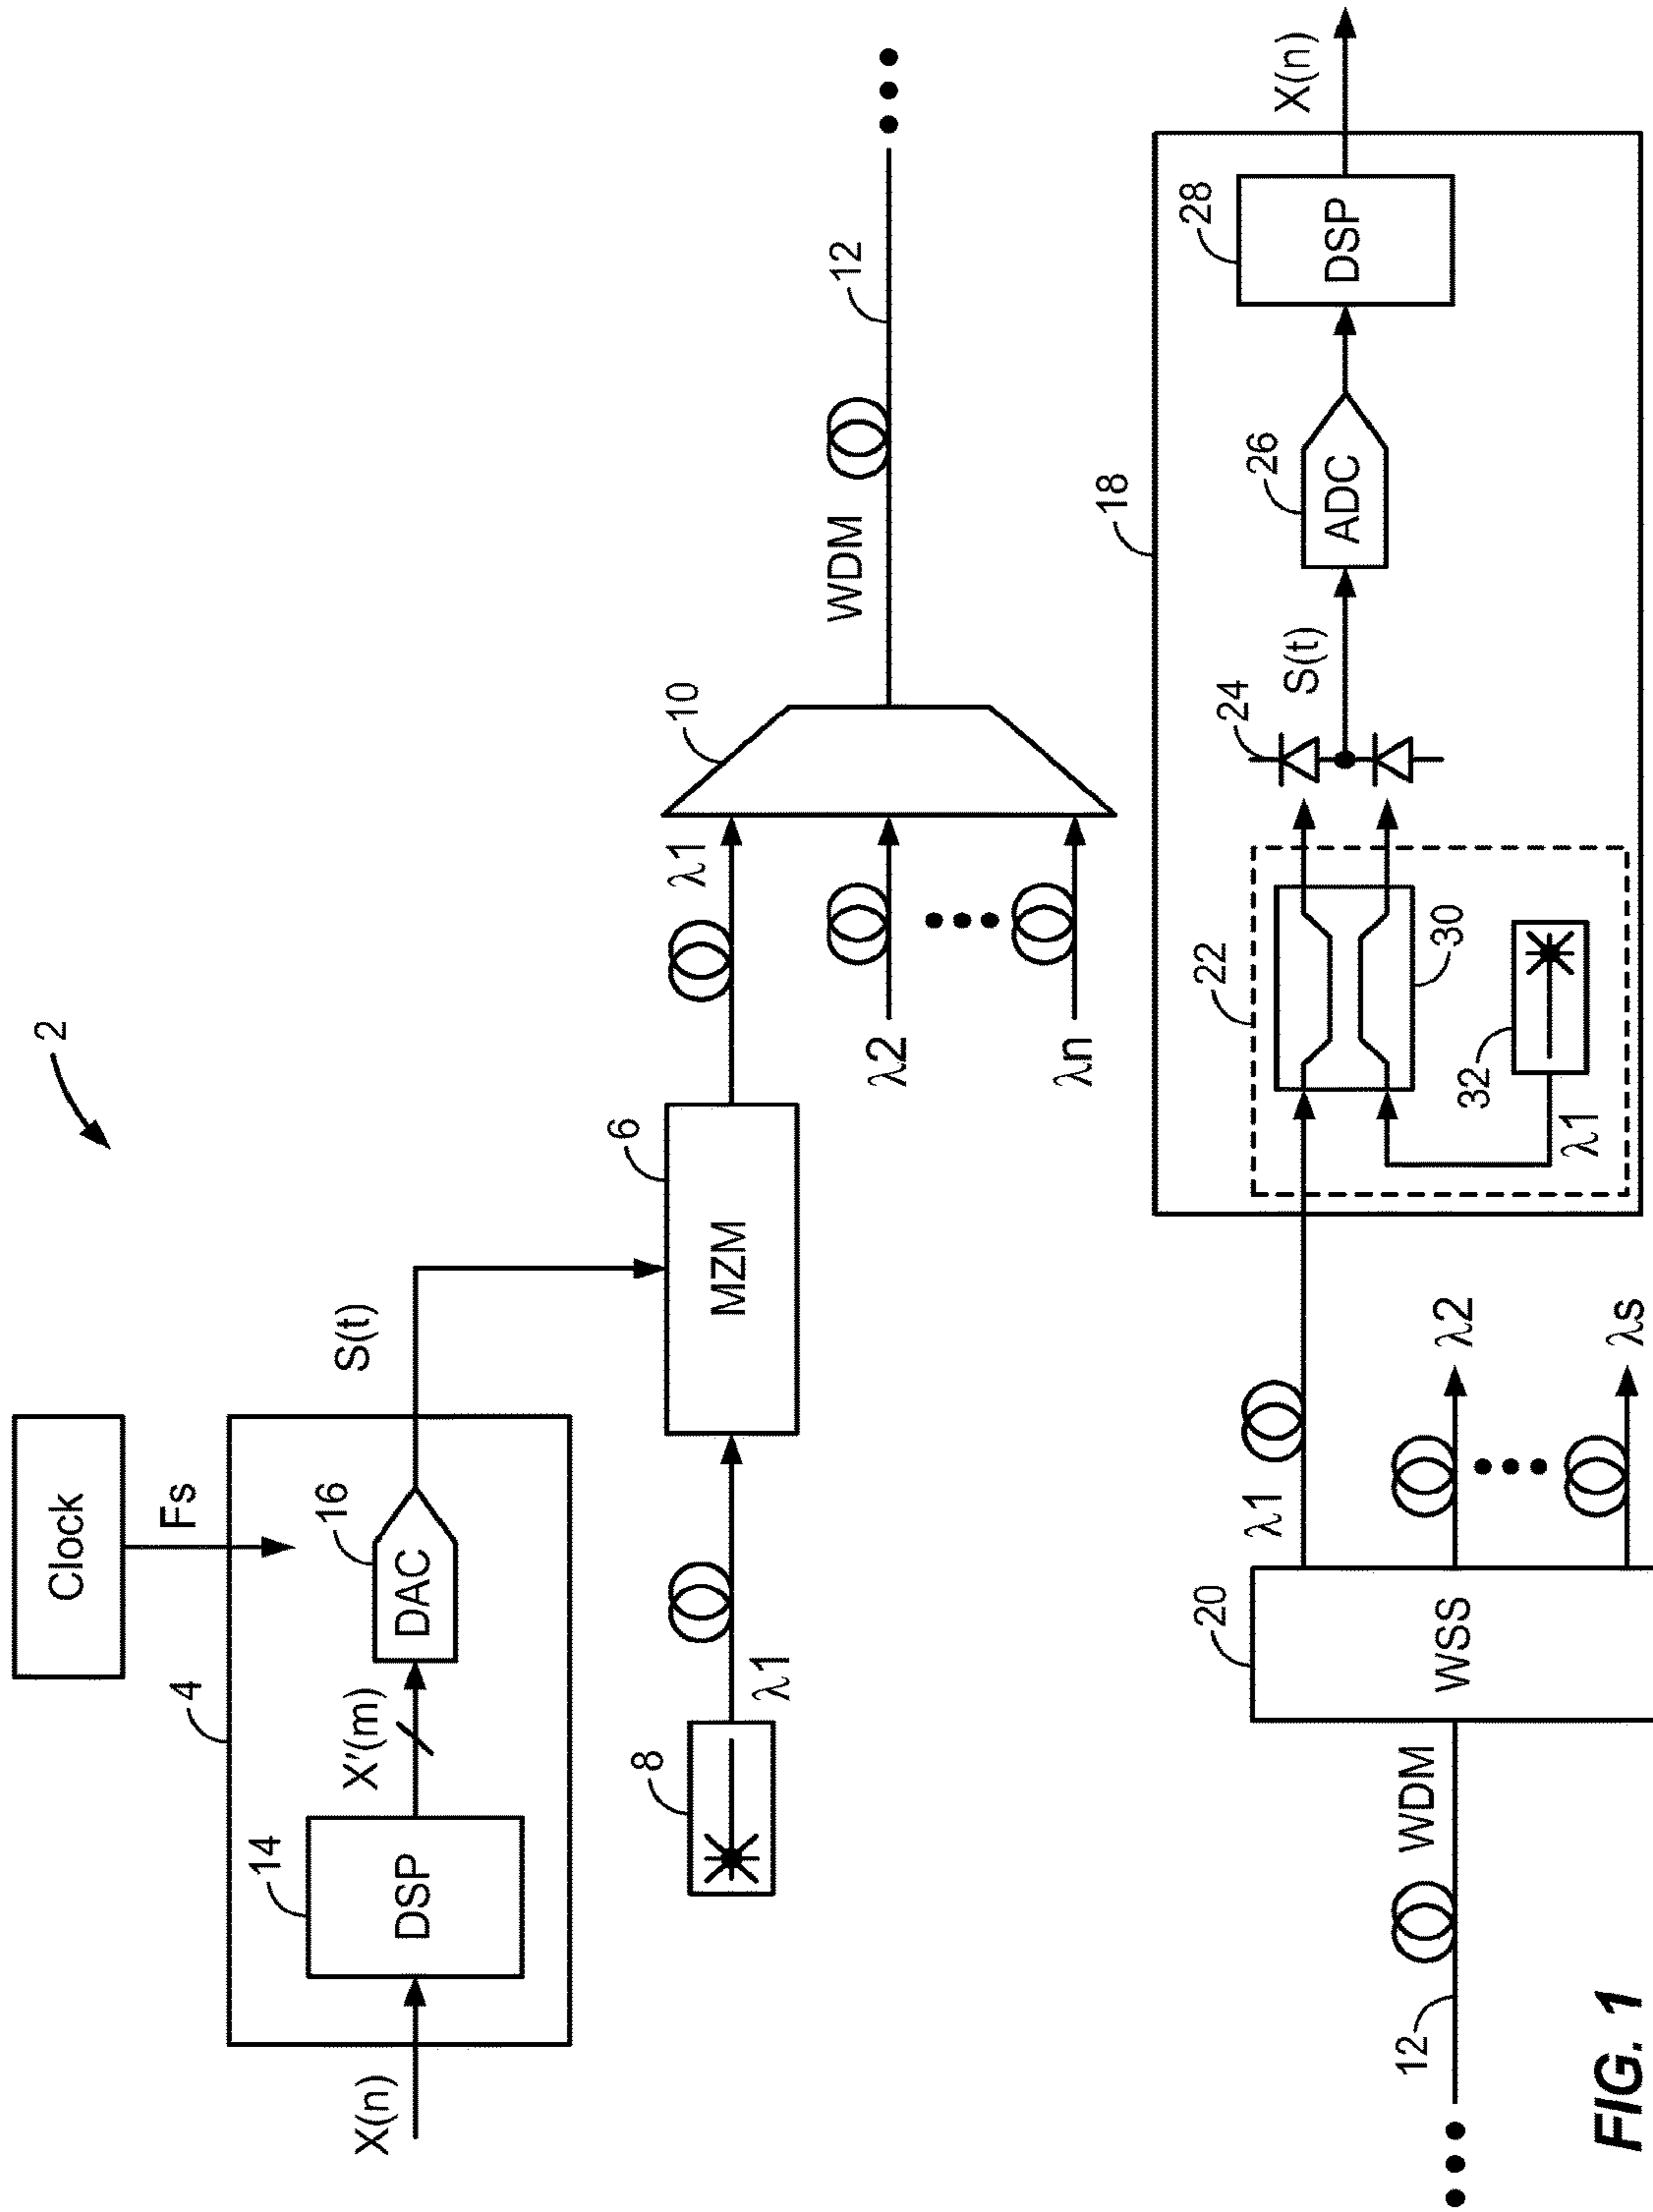 2
Clock
Fs
4
X(n)
14
DSP
X'(m)
16
DAC
S(t)
8
λ1
6
MZM
λ1
λ2
λn
10
WDM
12
12
WDM
20
WSS
λ1
λ2
λs
18
22
30
32
λ1
24
S(t)
26
ADC
28
DSP
X(n)
FIG. 1